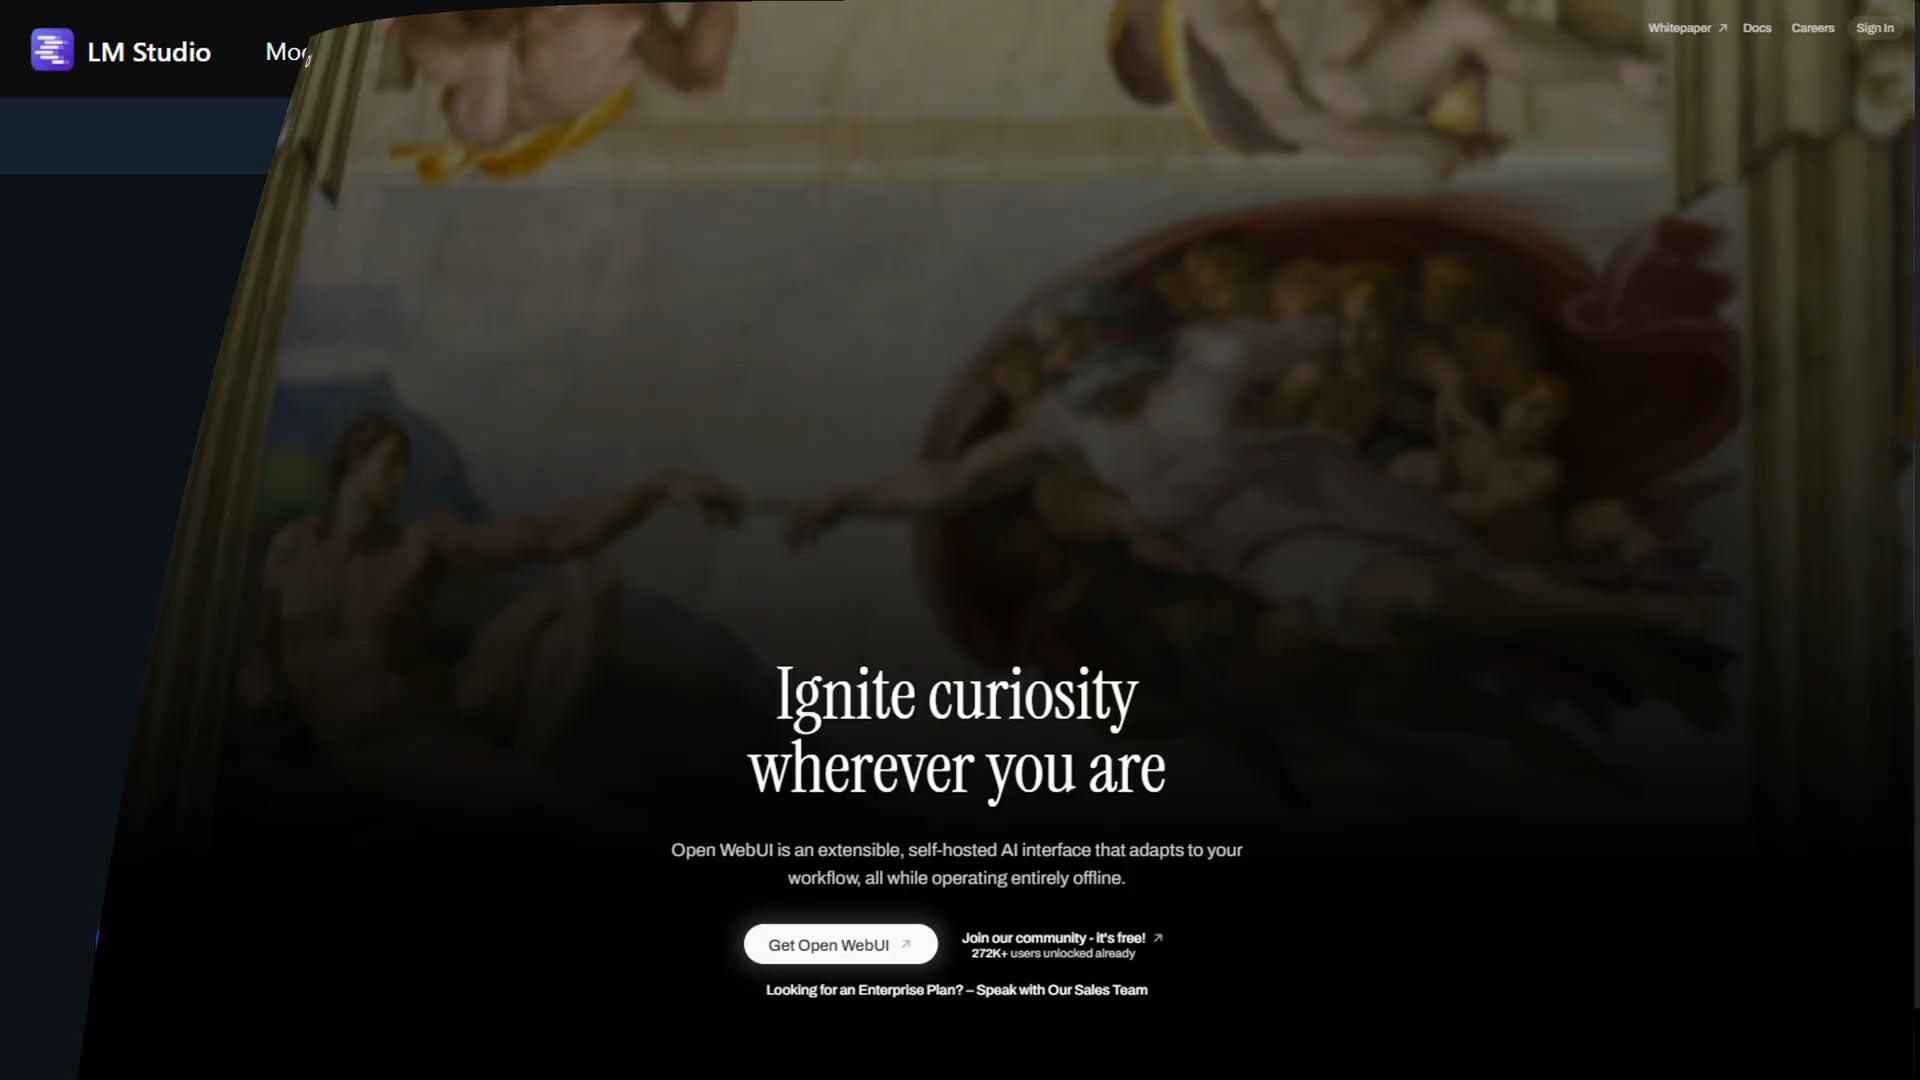 LM Studio
Whitepaper ↗ Docs Careers Sign In
Ignite curiosity
wherever you are
Open WebUI is an extensible, self-hosted AI interface that adapts to your
workflow, all while operating entirely offline.
Get Open WebUI ↗
Join our community - it's free! ↗
272K+ users unlocked already
Looking for an Enterprise Plan? – Speak with Our Sales Team